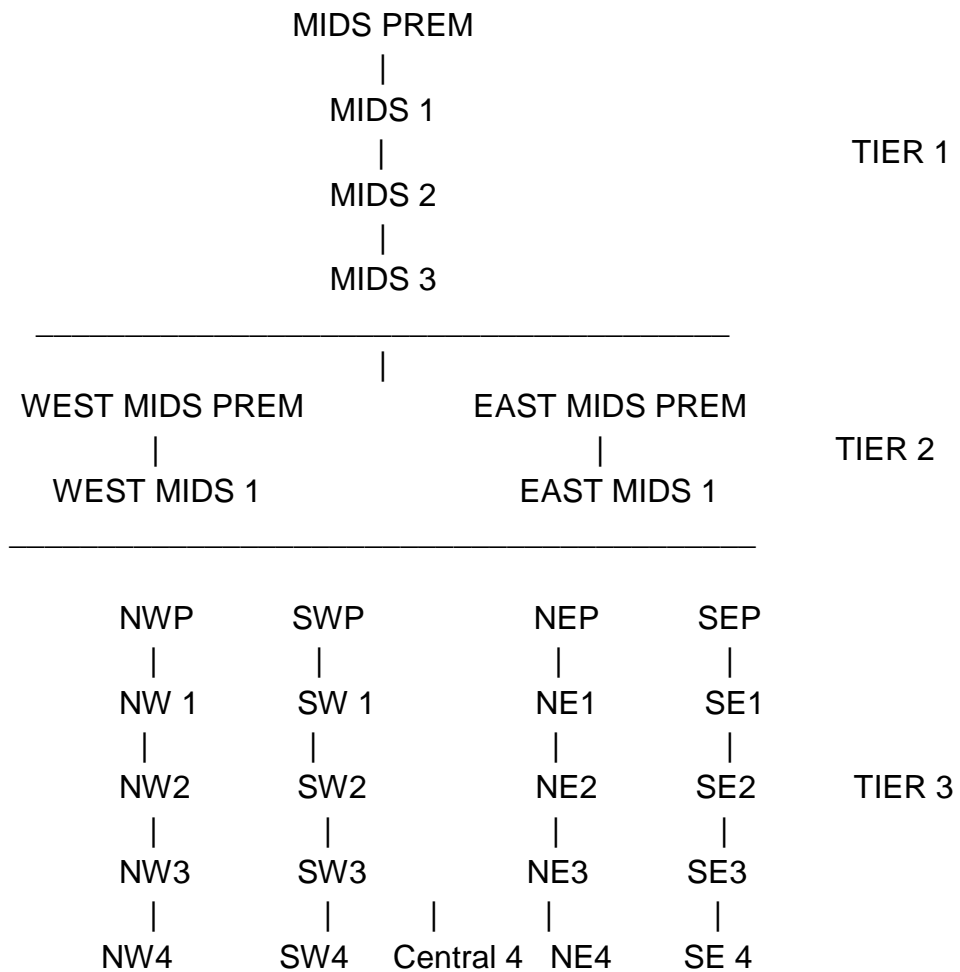 MIDS PREM
|
MIDS 1
| TIER 1
MIDS 2
|
MIDS 3
|
WEST MIDS PREM EAST MIDS PREM
| | TIER 2
WEST MIDS 1 EAST MIDS 1
NWP SWP NEP SEP
| | | |
NW 1 SW 1 NE1 SE1
| | | |
NW2 SW2 NE2 SE2 TIER 3
| | | |
NW3 SW3 NE3 SE3
| | | | |
NW4 SW4 Central 4 NE4 SE 4